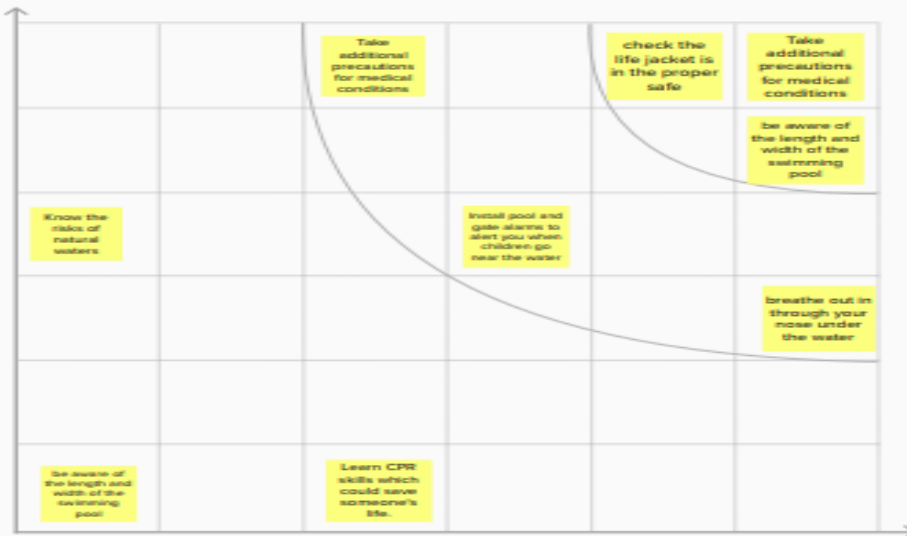 Take
additional
precautions
for medical
conditions
check the
life jacket is
in the proper
safe
Take
additional
precautions
for medical
conditions
be aware of
the length and
width of the
swimming
pool
Know the
risks of
natural
waters
Install pool and
gate alarms to
alert you when
children go
near the water
breathe out in
through your
nose under
the water
be aware of
the length and
width of the
swimming
pool
Learn CPR
skills which
could save
someone's
life.